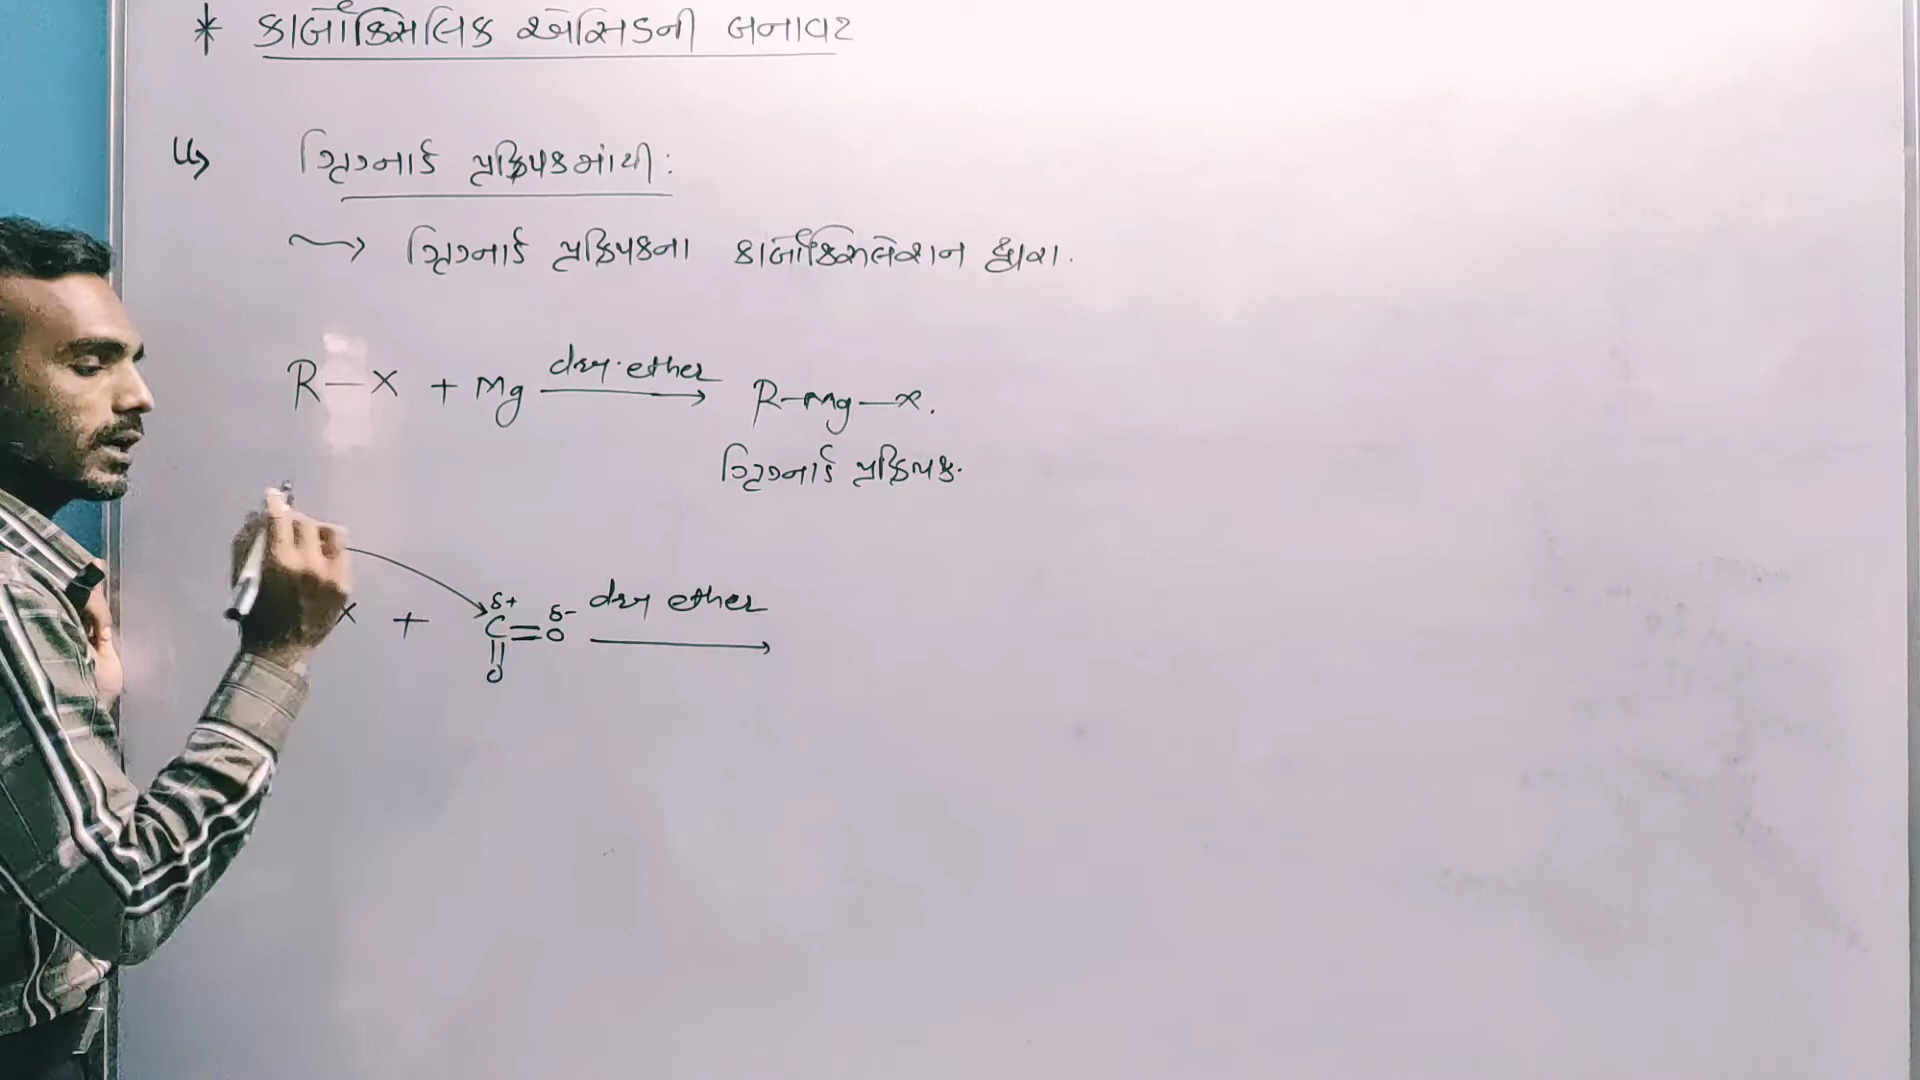 * કાર્બોક્સિલિક એસિડની બનાવટ
↳ ગ્રિગ્નાર્ડ પ્રક્રિયકમાંથી :
⇝ ગ્રિગ્નાર્ડ પ્રક્રિયકના કાર્બોક્સિલેશન દ્વારા.
R—X + Mg dry ether → R—Mg—X.
ગ્રિગ્નાર્ડ પ્રક્રિયક.
δ+ δ- dry ether
X + C=O →
||
O